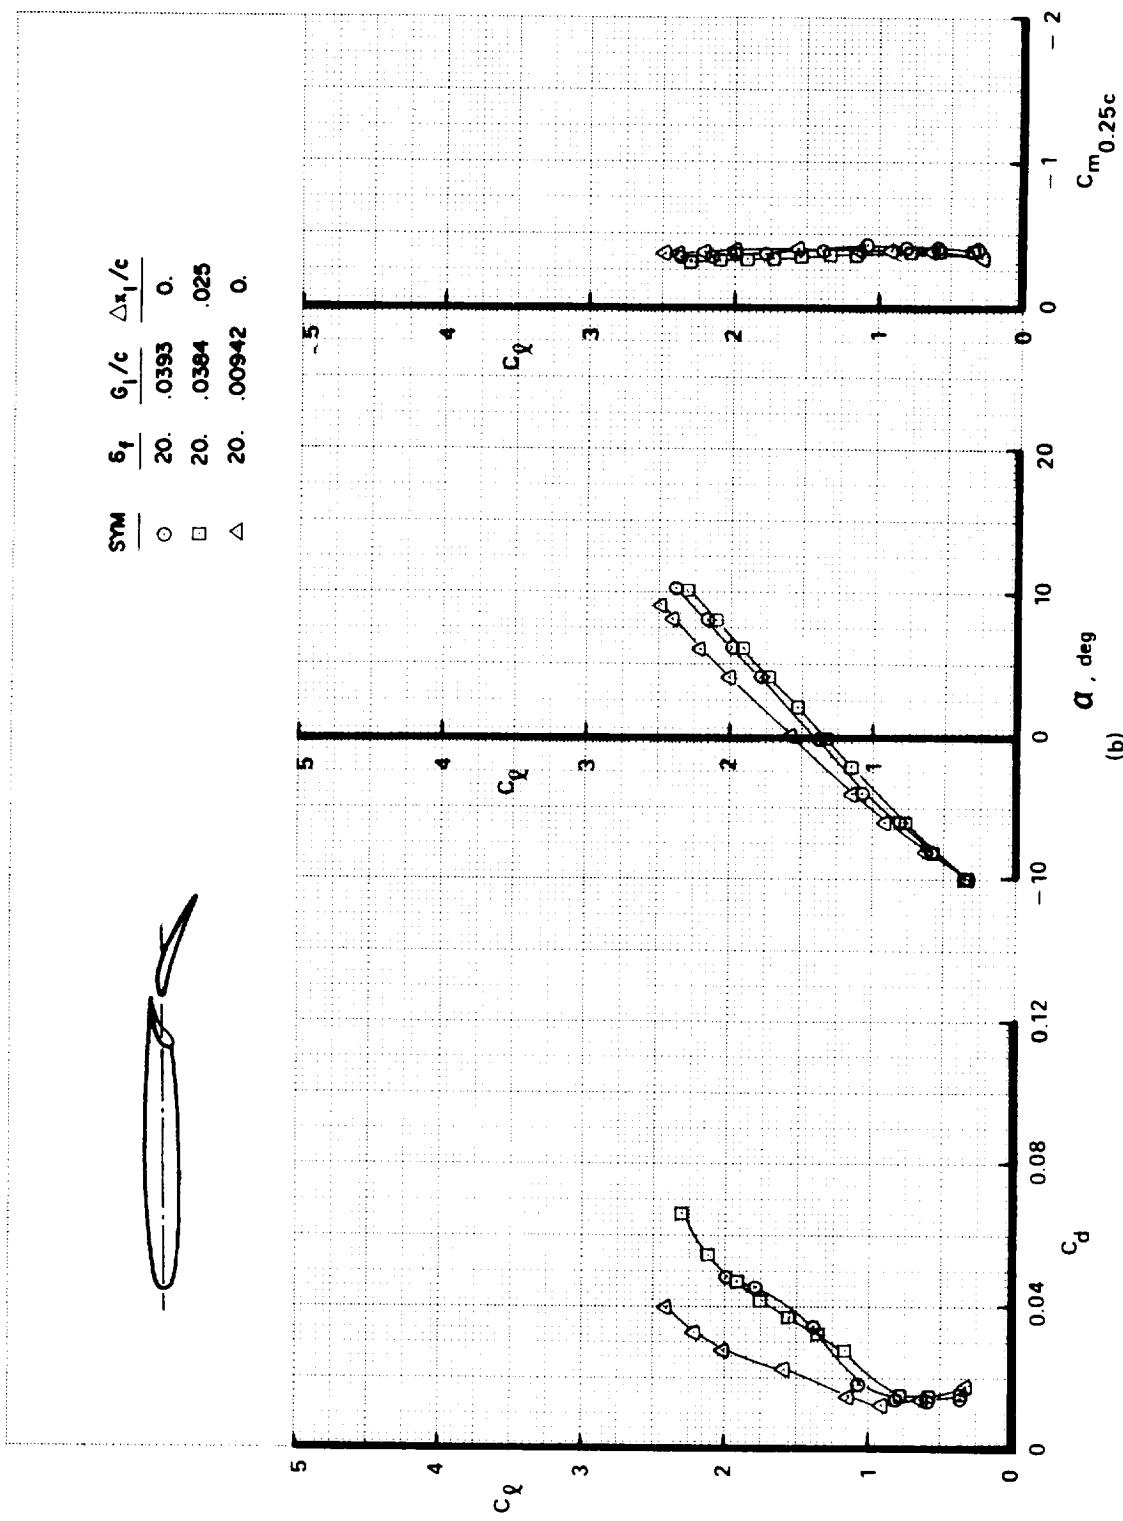 SYM δf G1/c Δx1/c
20. .0393 0.
20. .0384 .025
20. .00942 0.
5
4
3
2
1
0
Cℓ
0 0.04 0.08 0.12
Cd
5
4
3
2
1
Cℓ
-10 0 10 20
α, deg
5
4
3
2
1
0
Cℓ
0 -1 -2
Cm0.25c
(b)